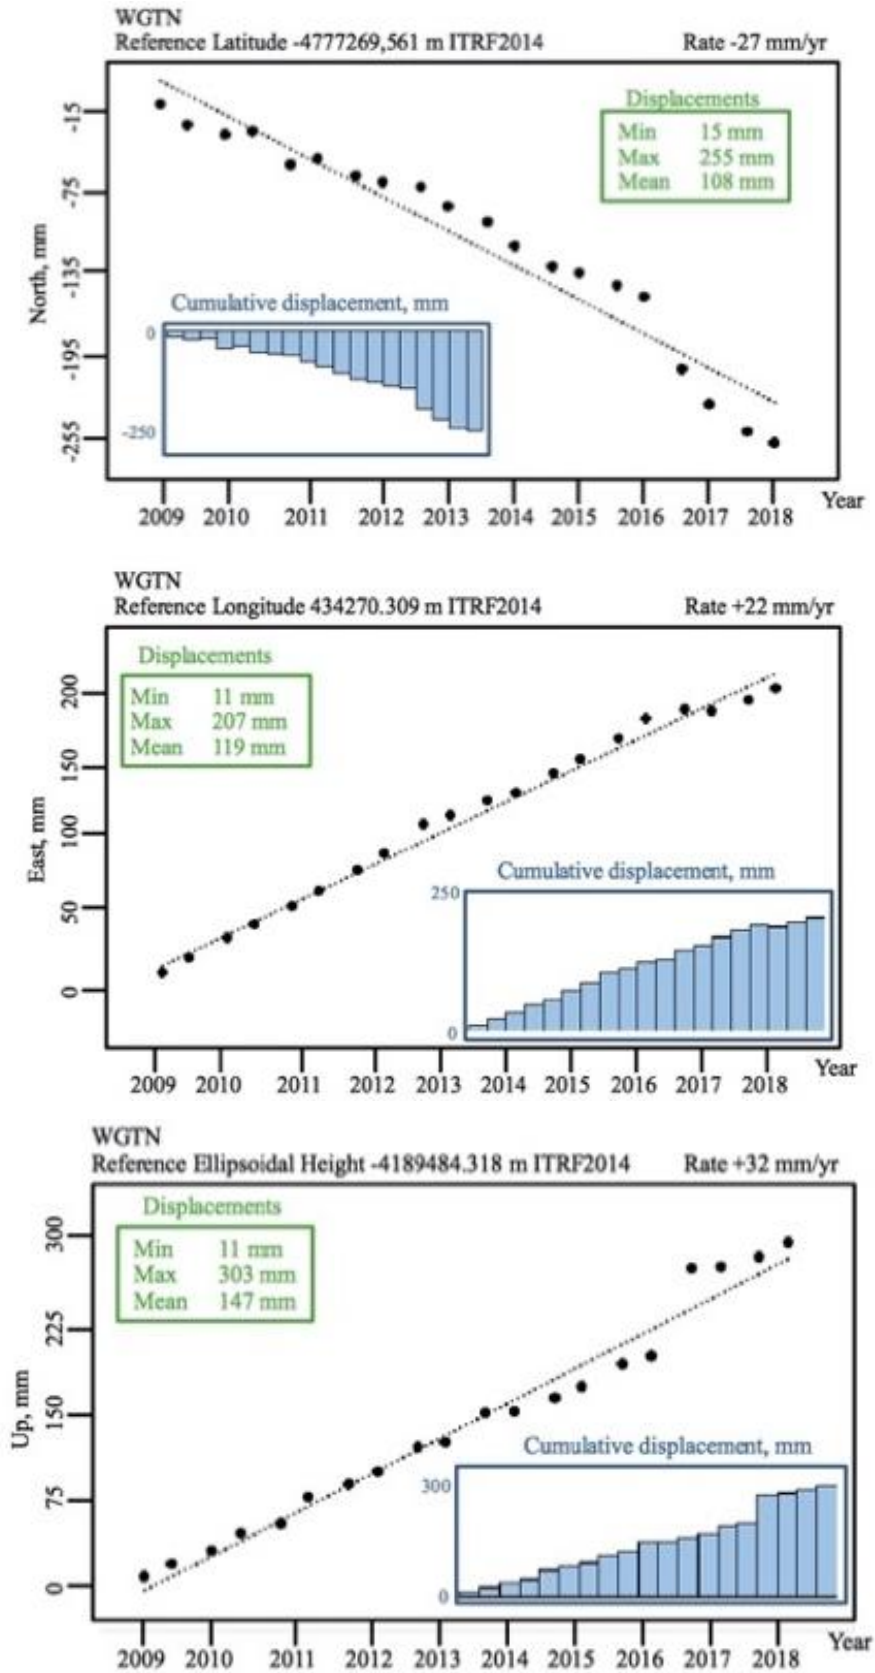 WGTN
Reference Latitude -4777269,561 m ITRF2014 Rate -27 mm/yr
Displacements
Min 15 mm
Max 255 mm
Mean 108 mm
North, mm
-15
-75
-135
-195
-255
Cumulative displacement, mm
0
-250
2009 2010 2011 2012 2013 2014 2015 2016 2017 2018
Year
WGTN
Reference Longitude 434270.309 m ITRF2014 Rate +22 mm/yr
Displacements
Min 11 mm
Max 207 mm
Mean 119 mm
East, mm
200
150
100
50
0
Cumulative displacement, mm
250
0
2009 2010 2011 2012 2013 2014 2015 2016 2017 2018
Year
WGTN
Reference Ellipsoidal Height -4189484.318 m ITRF2014 Rate +32 mm/yr
Displacements
Min 11 mm
Max 303 mm
Mean 147 mm
Up, mm
300
225
150
75
0
Cumulative displacement, mm
300
0
2009 2010 2011 2012 2013 2014 2015 2016 2017 2018
Year